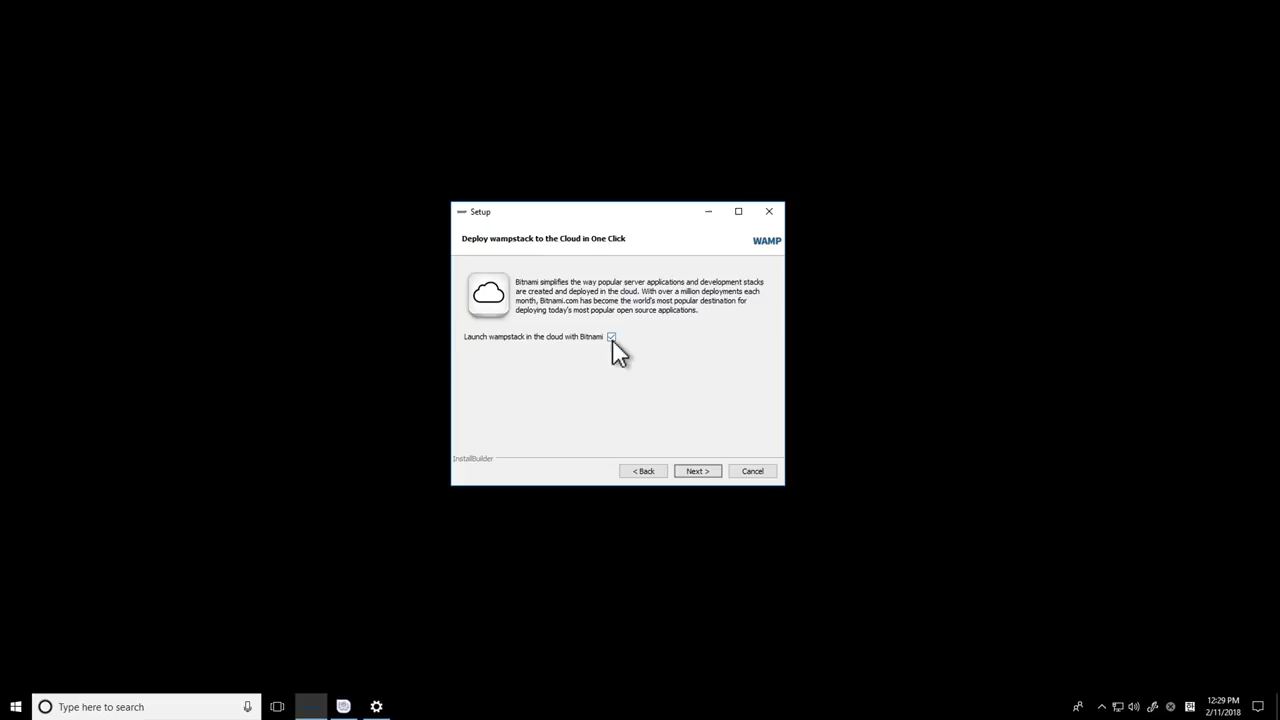 Setup
Deploy wampstack to the Cloud in One Click
WAMP
Bitnami simplifies the way popular server applications and development stacks
are created and deployed in the cloud. With over a million deployments each
month, Bitnami.com has become the world's most popular destination for
deploying today's most popular open source applications.
Launch wampstack in the cloud with Bitnami
InstallBuilder
< Back
Next >
Cancel
Type here to search
12:29 PM
2/11/2018